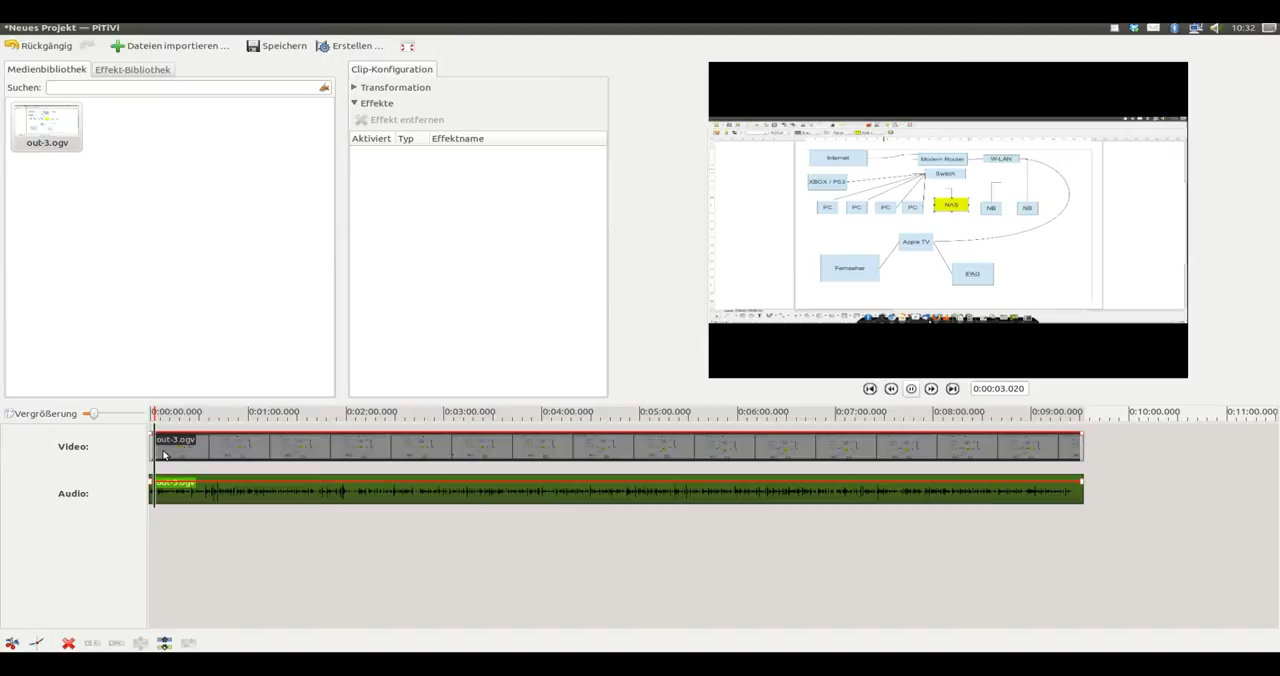 *Neues Projekt — PiTiVi
10:32
Rückgängig
Dateien importieren ...
Speichern
Erstellen ...
Medienbibliothek
Effekt-Bibliothek
Suchen:
out-3.ogv
Clip-Konfiguration
Transformation
Effekte
Effekt entfernen
Aktiviert Typ Effektname
Internet
Modem Router
W-LAN
Switch
XBOX / PS3
PC PC PC PC NAS NB NB
Apple TV
Fernseher
iPAD
0:00:03.020
Vergrößerung
0:00:00.000 0:01:00.000 0:02:00.000 0:03:00.000 0:04:00.000 0:05:00.000 0:06:00.000 0:07:00.000 0:08:00.000 0:09:00.000 0:10:00.000 0:11:00.000
Video:
out-3.ogv
Audio:
out-3.ogv